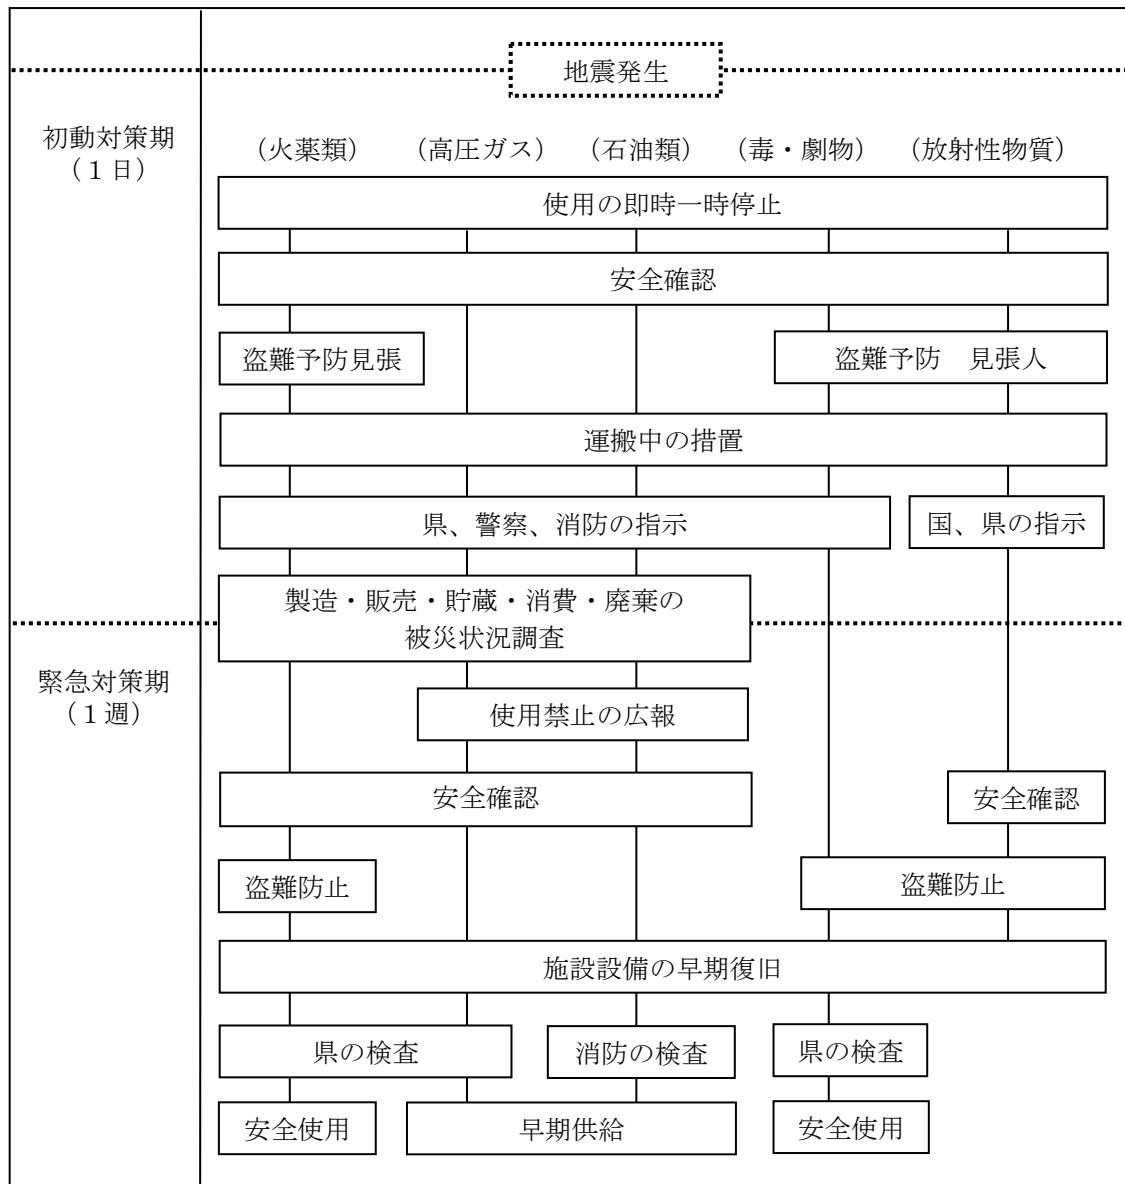 地震発生
初動対策期
（１日）
（火薬類） （高圧ガス） （石油類） （毒・劇物） （放射性物質）
使用の即時一時停止
安全確認
盗難予防見張 盗難予防　見張人
運搬中の措置
県、警察、消防の指示 国、県の指示
製造・販売・貯蔵・消費・廃棄の
被災状況調査
緊急対策期
（１週）
使用禁止の広報
安全確認 安全確認
盗難防止 盗難防止
施設設備の早期復旧
県の検査 消防の検査 県の検査
安全使用 早期供給 安全使用